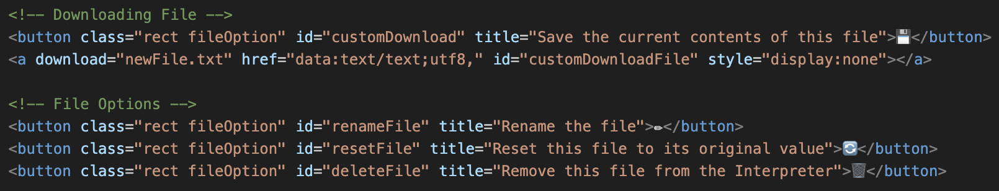 <!-- Downloading File -->
<button class="rect fileOption" id="customDownload" title="Save the current contents of this file">💾</button>
<a download="newFile.txt" href="data:text/text;utf8," id="customDownloadFile" style="display:none"></a>
<!-- File Options -->
<button class="rect fileOption" id="renameFile" title="Rename the file">✏</button>
<button class="rect fileOption" id="resetFile" title="Reset this file to its original value">🔄</button>
<button class="rect fileOption" id="deleteFile" title="Remove this file from the Interpreter">🗑</button>